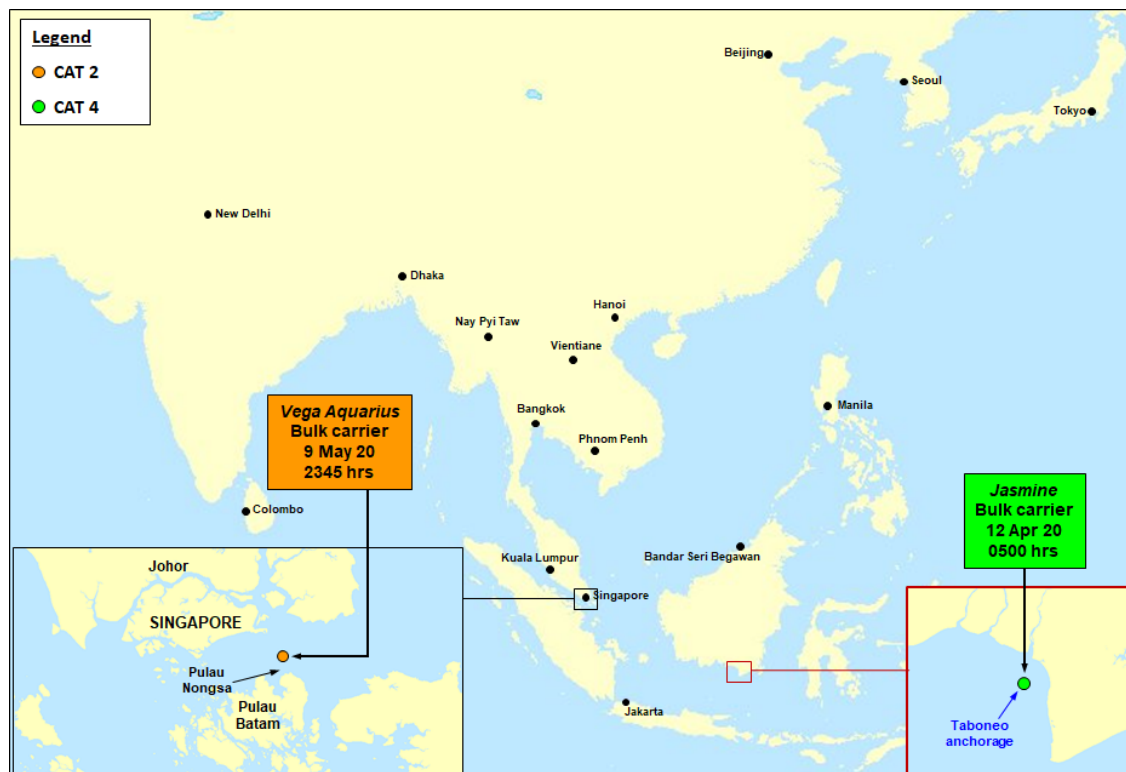 Legend
CAT 2
CAT 4
Beijing
Seoul
Tokyo
New Delhi
Dhaka
Hanoi
Nay Pyi Taw
Vientiane
Vega Aquarius
Bulk carrier
9 May 20
2345 hrs
Bangkok
Manila
Phnom Penh
Colombo
Jasmine
Bulk carrier
12 Apr 20
0500 hrs
Kuala Lumpur
Bandar Seri Begawan
Singapore
Jakarta
Johor
SINGAPORE
Pulau
Nongsa
Pulau
Batam
Taboneo
anchorage